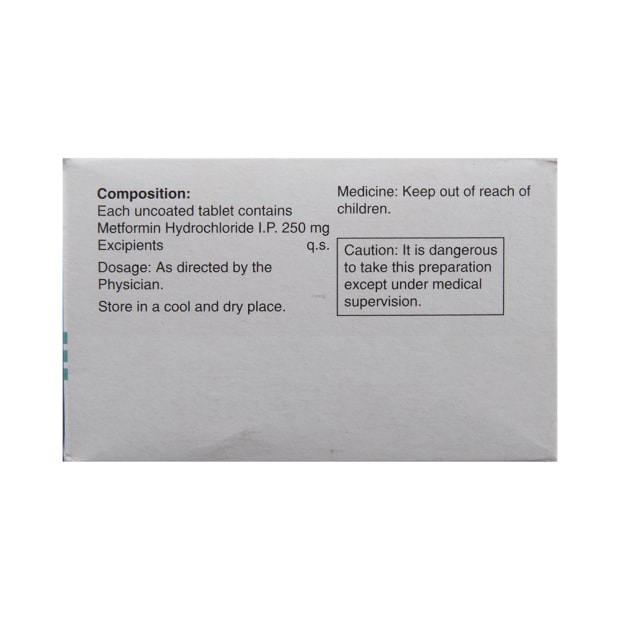 Composition:
Each uncoated tablet contains
Metformin Hydrochloride I.P. 250 mg
Excipients q.s.
Dosage: As directed by the
Physician.
Store in a cool and dry place.
Medicine: Keep out of reach of
children.
Caution: It is dangerous
to take this preparation
except under medical
supervision.